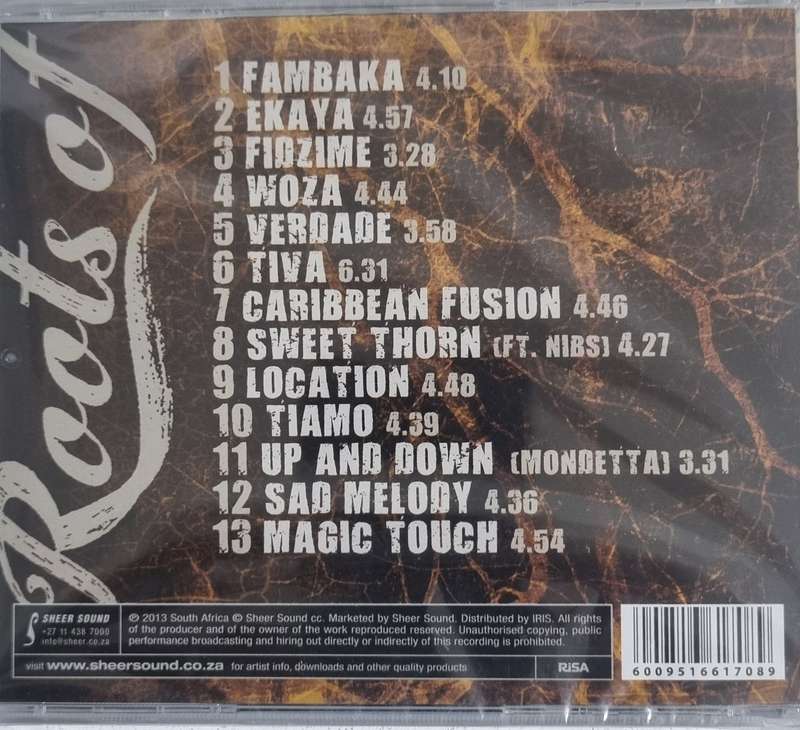 Roots of
1 FAMBAKA 4.10
2 EKAYA 4.57
3 FIDZIME 3.28
4 WOZA 4.44
5 VERDADE 3.58
6 TIVA 6.31
7 CARIBBEAN FUSION 4.46
8 SWEET THORN (FT. NIBS) 4.27
9 LOCATION 4.48
10 TIAMO 4.39
11 UP AND DOWN (MONDETTA) 3.31
12 SAD MELODY 4.36
13 MAGIC TOUCH 4.54
SHEER SOUND
+27 11 438 7000
info@sheer.co.za
℗ 2013 South Africa © Sheer Sound cc. Marketed by Sheer Sound. Distributed by IRIS. All rights
of the producer and of the owner of the work reproduced reserved. Unauthorised copying, public
performance broadcasting and hiring out directly or indirectly of this recording is prohibited.
visit www.sheersound.co.za for artist info, downloads and other quality products
RiSA
6009516617089